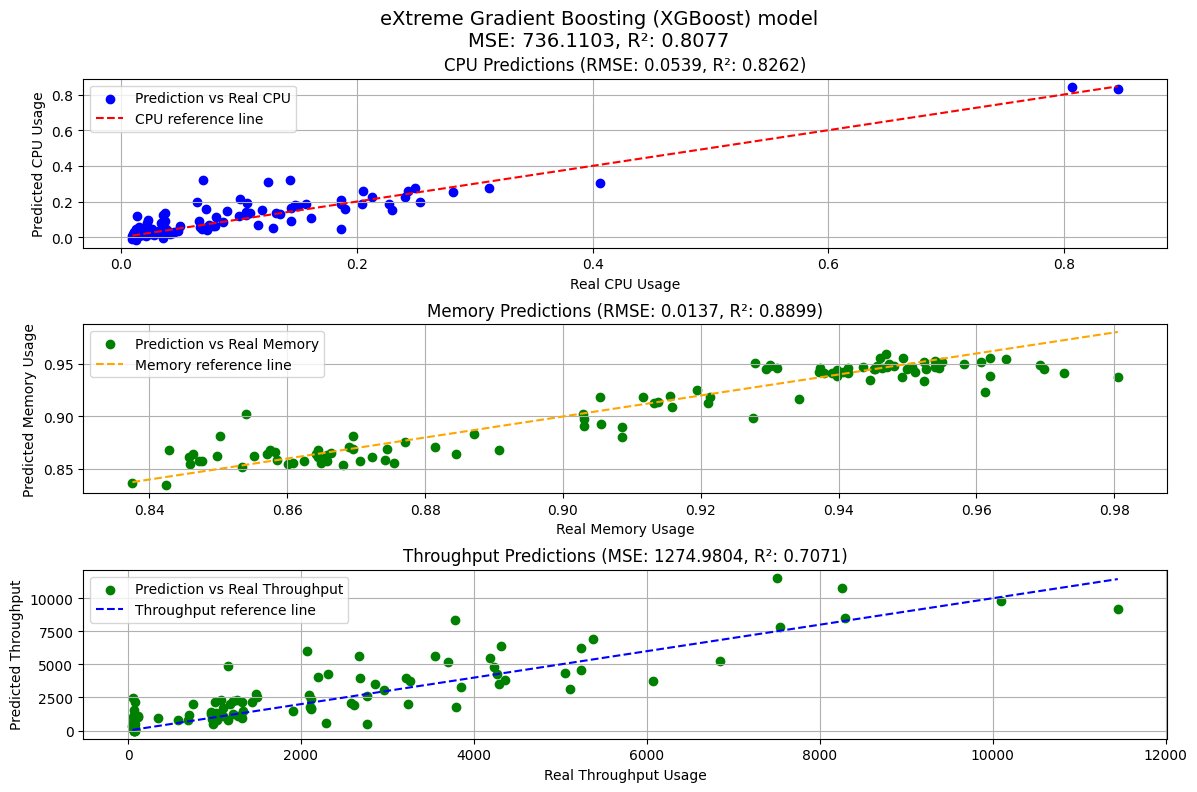 eXtreme Gradient Boosting (XGBoost) model
MSE: 736.1103, R²: 0.8077
CPU Predictions (RMSE: 0.0539, R²: 0.8262)
Prediction vs Real CPU
CPU reference line
Predicted CPU Usage
0.8
0.6
0.4
0.2
0.0
0.0 0.2 0.4 0.6 0.8
Real CPU Usage
Memory Predictions (RMSE: 0.0137, R²: 0.8899)
Prediction vs Real Memory
Memory reference line
Predicted Memory Usage
0.95
0.90
0.85
0.84 0.86 0.88 0.90 0.92 0.94 0.96 0.98
Real Memory Usage
Throughput Predictions (MSE: 1274.9804, R²: 0.7071)
Prediction vs Real Throughput
Throughput reference line
Predicted Throughput
10000
7500
5000
2500
0
0 2000 4000 6000 8000 10000 12000
Real Throughput Usage